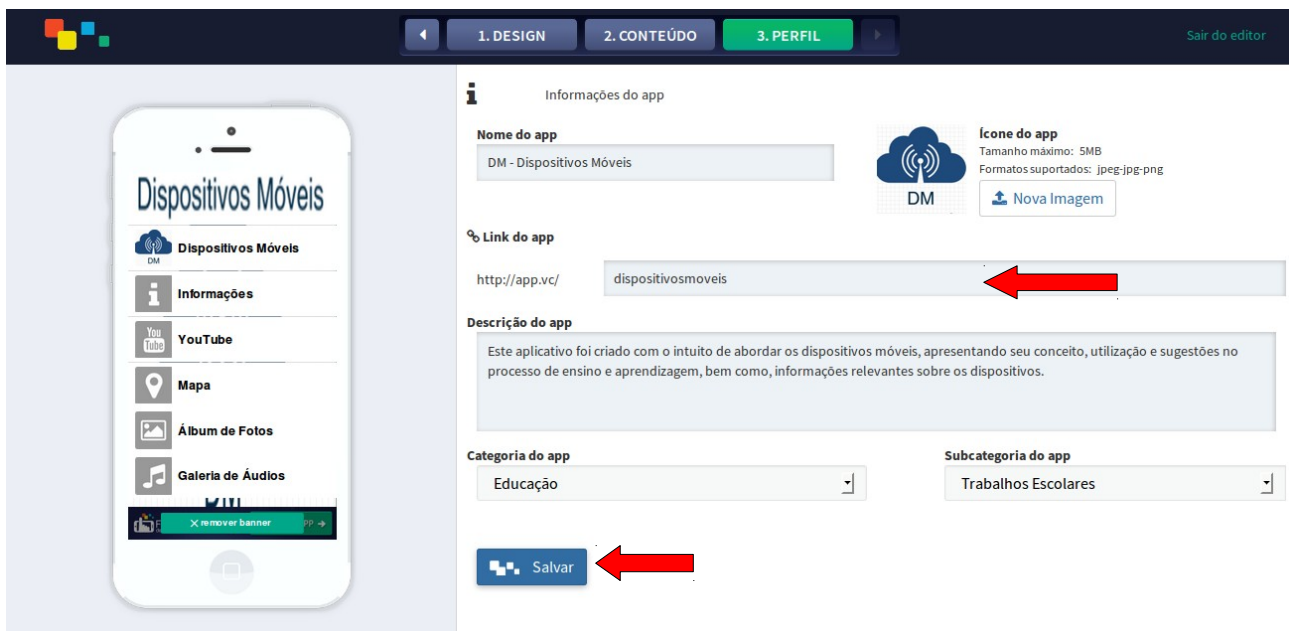 1. DESIGN
2. CONTEÚDO
3. PERFIL
Sair do editor
Dispositivos Móveis
DM
Dispositivos Móveis
Informações
You Tube
YouTube
Mapa
Álbum de Fotos
Galeria de Áudios
X remover banner
Informações do app
Nome do app
DM - Dispositivos Móveis
DM
Ícone do app
Tamanho máximo: 5MB
Formatos suportados: jpeg-jpg-png
Nova Imagem
Link do app
http://app.vc/
dispositivosmoveis
Descrição do app
Este aplicativo foi criado com o intuito de abordar os dispositivos móveis, apresentando seu conceito, utilização e sugestões no
processo de ensino e aprendizagem, bem como, informações relevantes sobre os dispositivos.
Categoria do app
Educação
Subcategoria do app
Trabalhos Escolares
Salvar